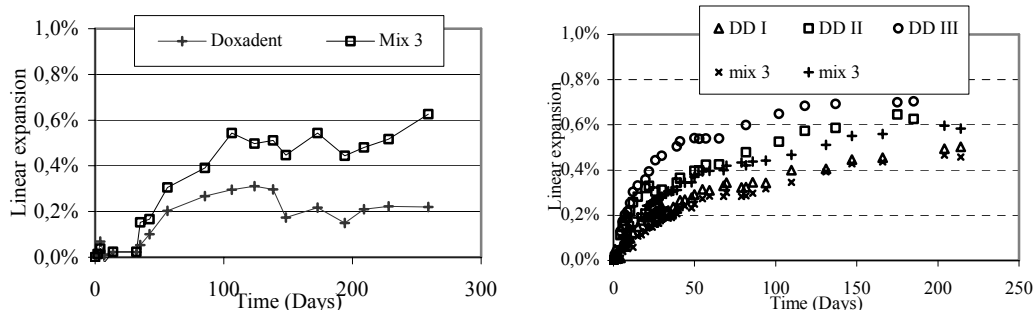 Doxadent Mix 3
Linear expansion
1,0%
0,8%
0,6%
0,4%
0,2%
0,0%
0 100 200 300
Time (Days)
DD I DD II DD III
mix 3 mix 3
Linear expansion
1,0%
0,8%
0,6%
0,4%
0,2%
0,0%
0 50 100 150 200 250
Time (Days)